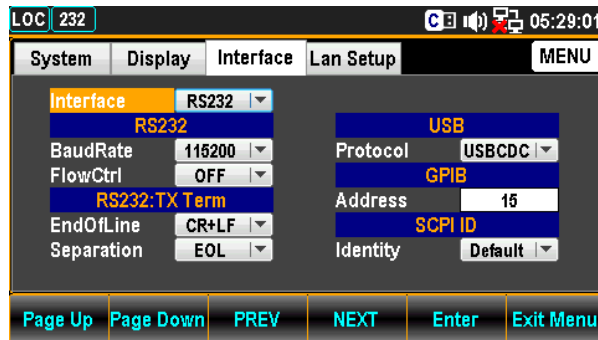 LOC 232 C 05:29:01
System Display Interface Lan Setup MENU
Interface RS232
RS232 USB
BaudRate 115200 Protocol USBCDC
FlowCtrl OFF GPIB
RS232:TX Term Address 15
EndOfLine CR+LF SCPI ID
Separation EOL Identity Default
Page Up Page Down PREV NEXT Enter Exit Menu